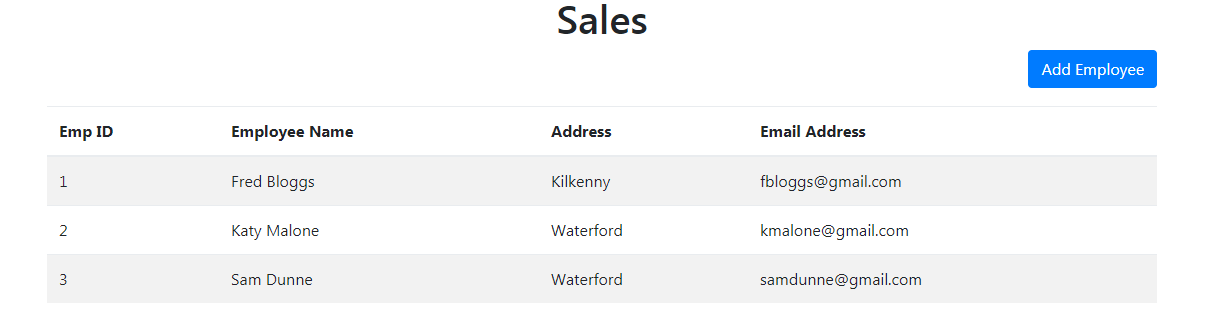 Sales
Add Employee
Emp ID Employee Name Address Email Address
1 Fred Bloggs Kilkenny fbloggs@gmail.com
2 Katy Malone Waterford kmalone@gmail.com
3 Sam Dunne Waterford samdunne@gmail.com